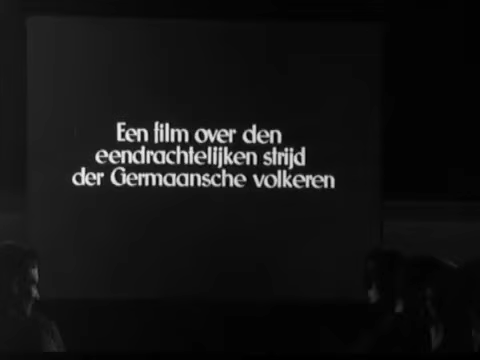 Een film over den
eendrachtelijken strijd
der Germaansche volkeren